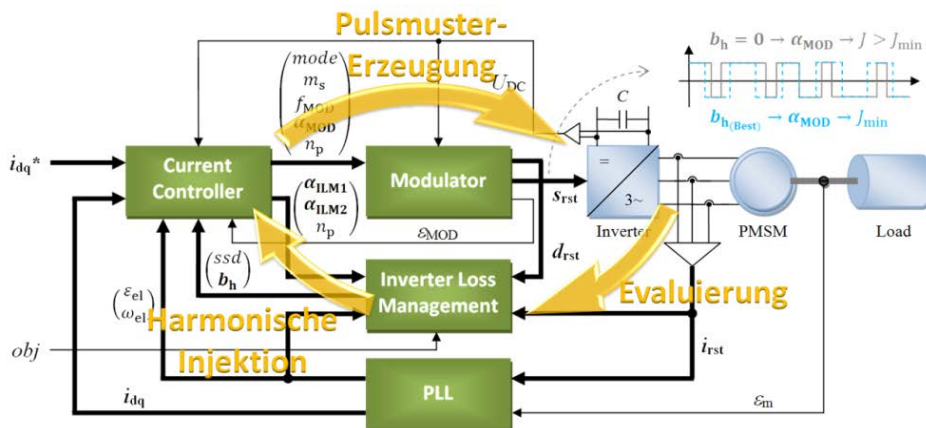 Pulsmuster-
Erzeugung
b_h = 0 → α_MOD → J > J_min
b_h(Best) → α_MOD → J_min
mode
m_s
f_MOD
α_MOD
n_p
U_DC
C
i_dq*
Current
Controller
Modulator
s_rst
=
3~
Inverter
PMSM
Load
α_ILM1
α_ILM2
n_p
ε_MOD
d_rst
ssd
b_h
Inverter Loss
Management
Evaluierung
ε_el
ω_el
Harmonische
Injektion
obj
i_rst
PLL
i_dq
ε_m